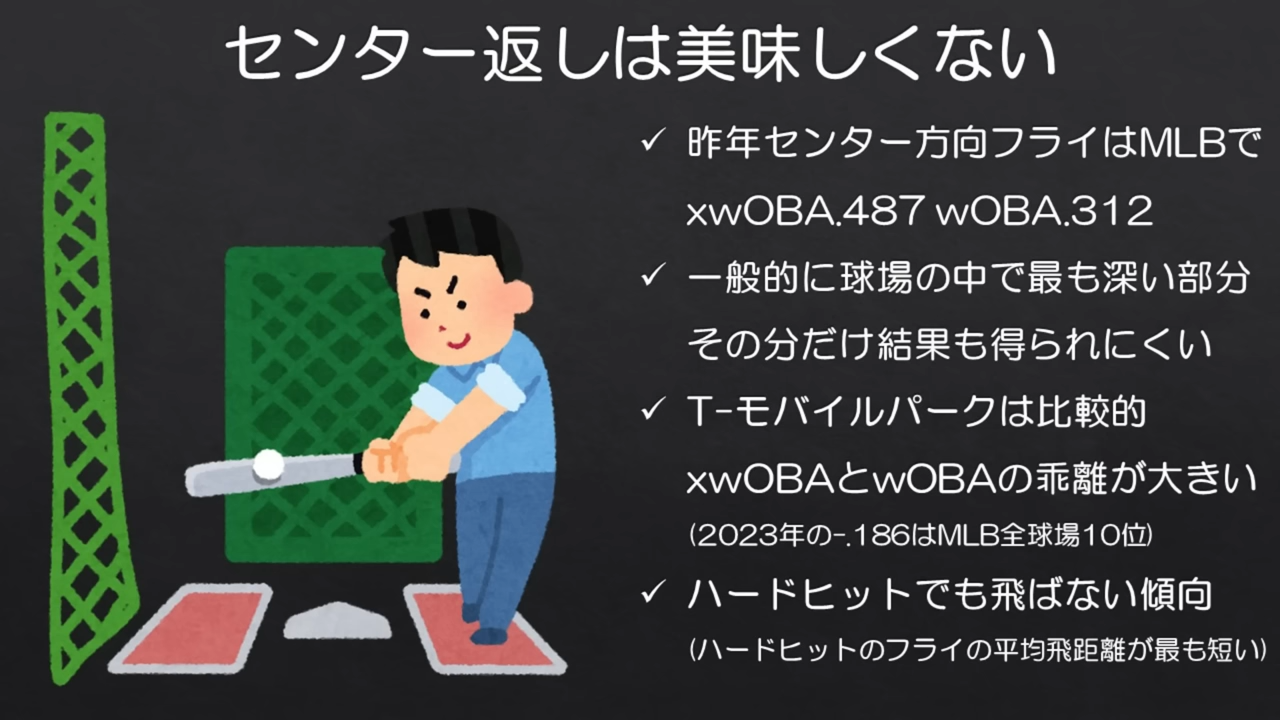 センター返しは美味しくない
✓ 昨年センター方向フライはMLBで
xwOBA.487 wOBA.312
✓ 一般的に球場の中で最も深い部分
その分だけ結果も得られにくい
✓ T-モバイルパークは比較的
xwOBAとwOBAの乖離が大きい
(2023年の-.186はMLB全球場10位)
✓ ハードヒットでも飛ばない傾向
(ハードヒットのフライの平均飛距離が最も短い)